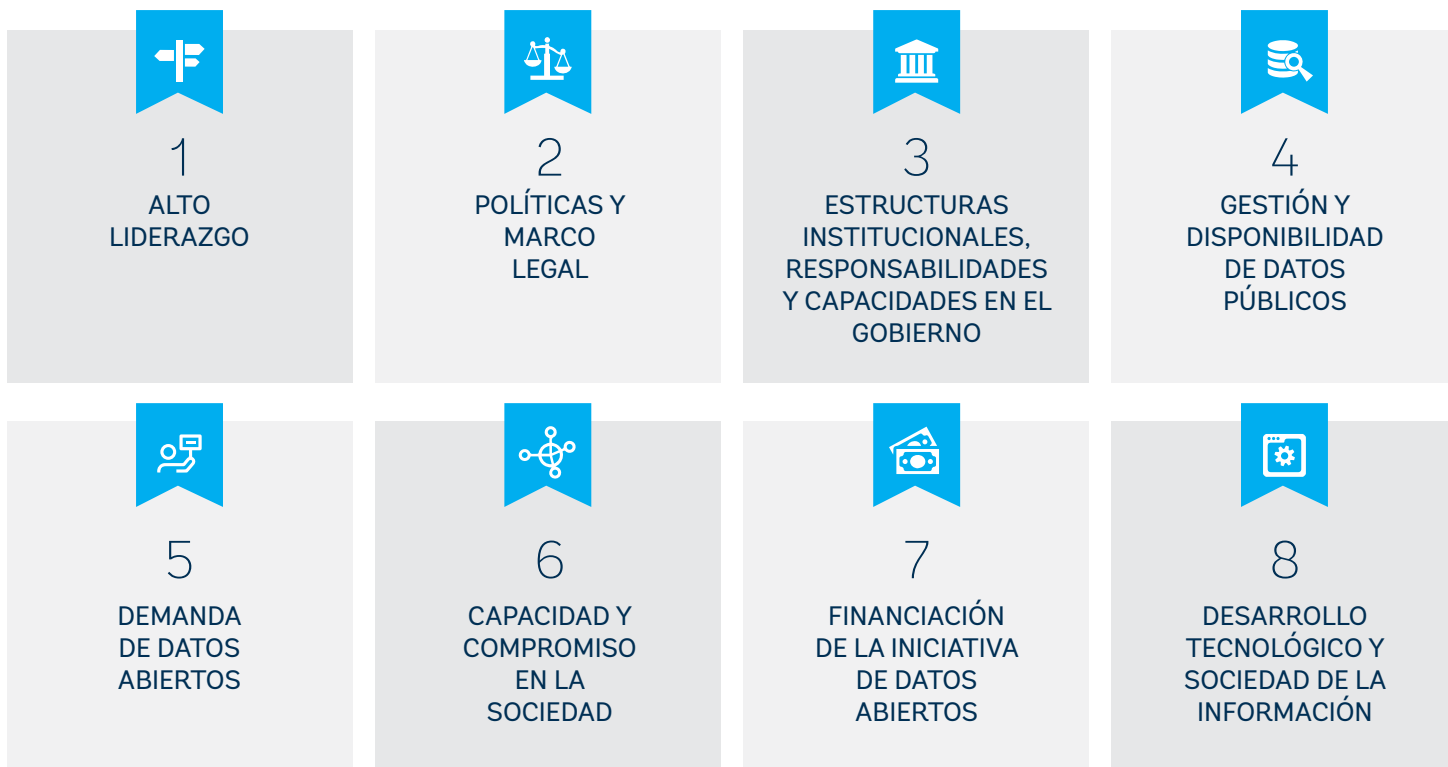 1
ALTO
LIDERAZGO
2
POLÍTICAS Y
MARCO
LEGAL
3
ESTRUCTURAS
INSTITUCIONALES,
RESPONSABILIDADES
Y CAPACIDADES EN EL
GOBIERNO
4
GESTIÓN Y
DISPONIBILIDAD
DE DATOS
PÚBLICOS
5
DEMANDA
DE DATOS
ABIERTOS
6
CAPACIDAD Y
COMPROMISO
EN LA
SOCIEDAD
7
FINANCIACIÓN
DE LA INICIATIVA
DE DATOS
ABIERTOS
8
DESARROLLO
TECNOLÓGICO Y
SOCIEDAD DE LA
INFORMACIÓN